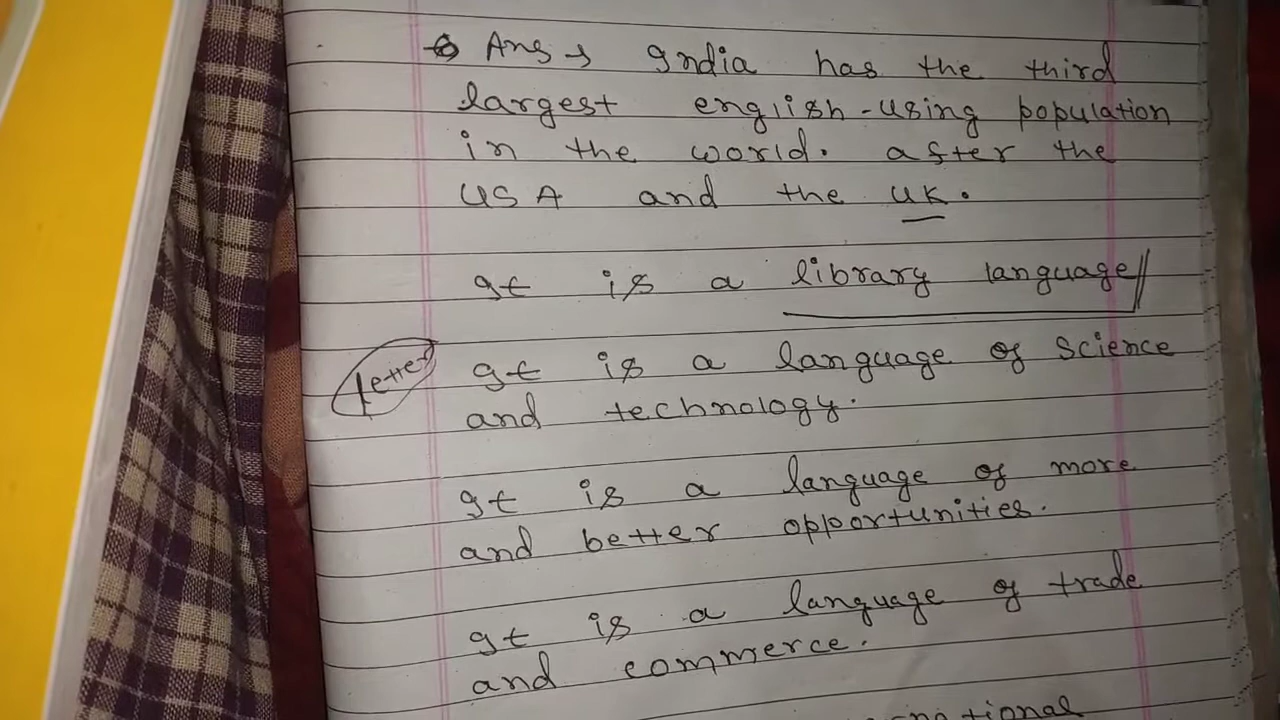 Ans → India has the third
largest english-using population
in the world. after the
USA and the UK.
It is a library language
letter
It is a language of science
and technology.
It is a language of more
and better opportunities.
It is a language of trade
and commerce.